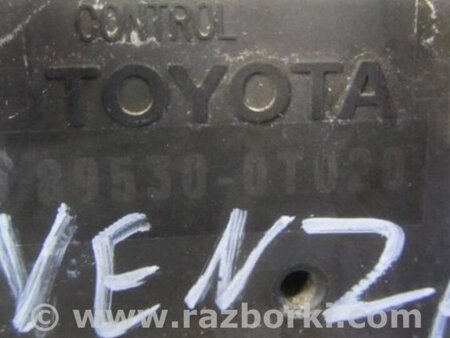 CONTROL
TOYOTA
89530-0T020
VENZ
© www.razborki.com